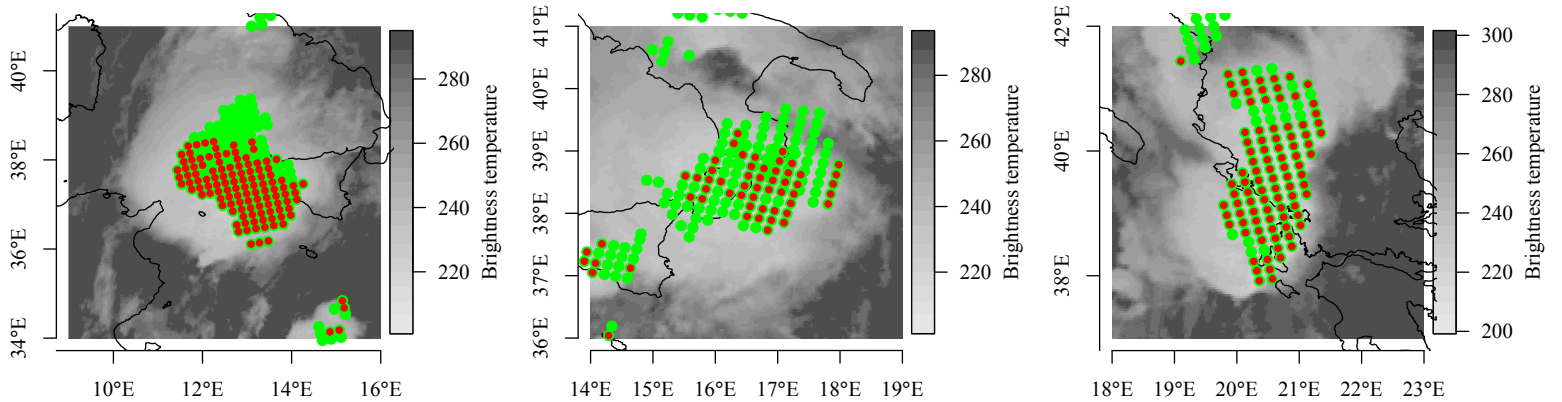 34°E 36°E 38°E 40°E
10°E 12°E 14°E 16°E
220 240 260 280
Brightness temperature
36°E 37°E 38°E 39°E 40°E 41°E
14°E 15°E 16°E 17°E 18°E 19°E
220 240 260 280
Brightness temperature
38°E 40°E 42°E
18°E 19°E 20°E 21°E 22°E 23°E
200 220 240 260 280 300
Brightness temperature